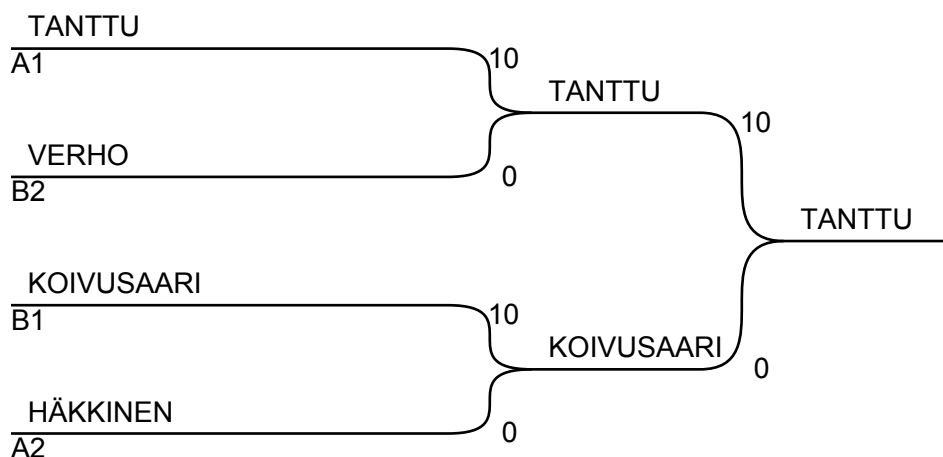 TANTTU
A1
10
TANTTU
10
VERHO
B2
0
TANTTU
KOIVUSAARI
B1
10
KOIVUSAARI
0
HÄKKINEN
A2
0